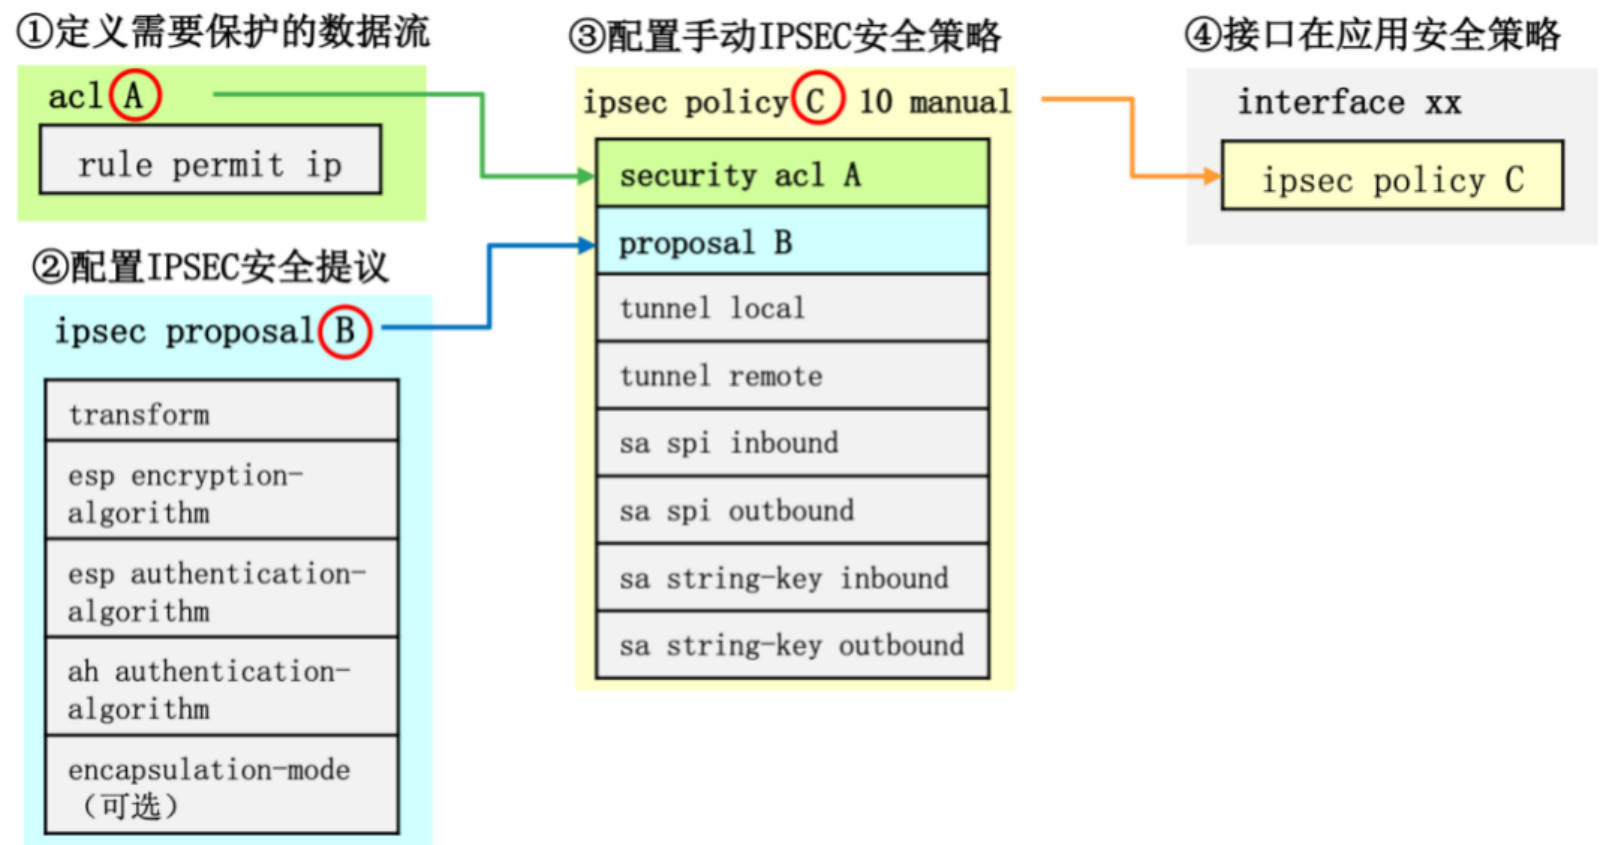 ①定义需要保护的数据流
acl A
rule permit ip
②配置IPSEC安全提议
ipsec proposal B
transform
esp encryption-
algorithm
esp authentication-
algorithm
ah authentication-
algorithm
encapsulation-mode
（可选）
③配置手动IPSEC安全策略
ipsec policy C 10 manual
security acl A
proposal B
tunnel local
tunnel remote
sa spi inbound
sa spi outbound
sa string-key inbound
sa string-key outbound
④接口在应用安全策略
interface xx
ipsec policy C